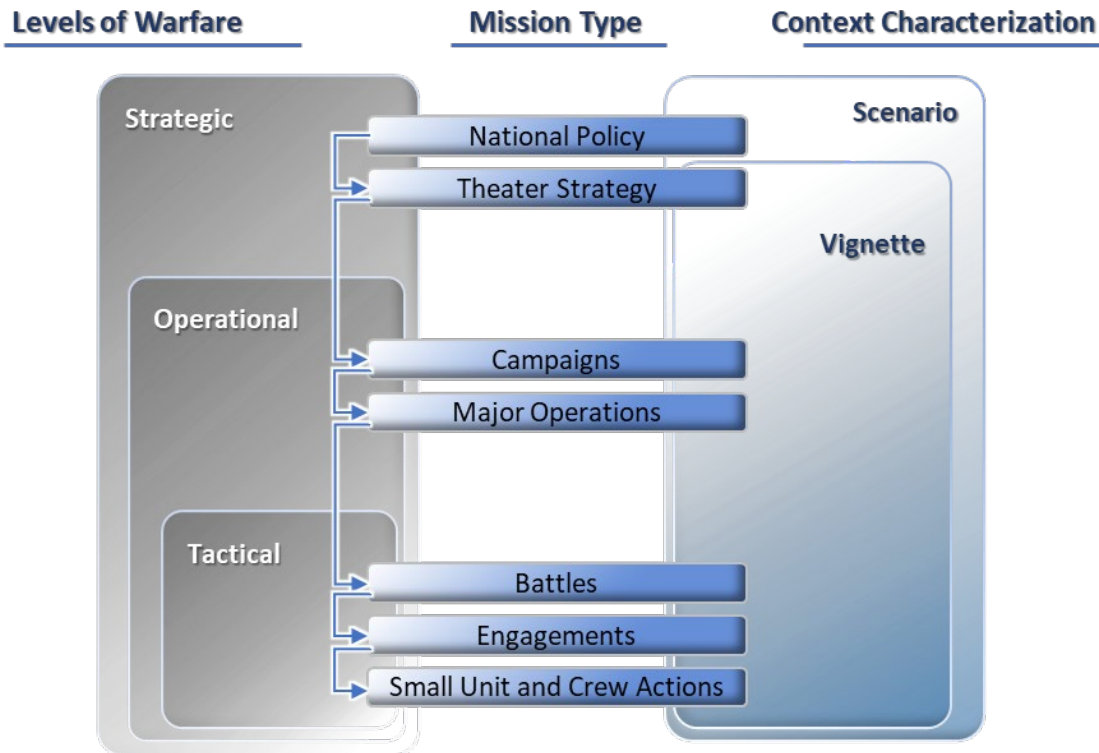 Levels of Warfare
Mission Type
Context Characterization
Strategic
Scenario
National Policy
Theater Strategy
Vignette
Operational
Campaigns
Major Operations
Tactical
Battles
Engagements
Small Unit and Crew Actions